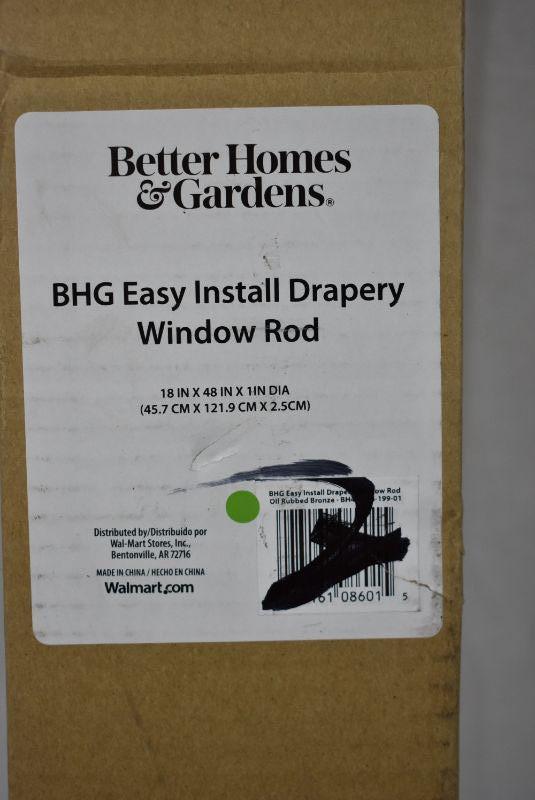 Better Homes
& Gardens®
BHG Easy Install Drapery
Window Rod
18 IN X 48 IN X 1IN DIA
(45.7 CM X 121.9 CM X 2.5CM)
BHG Easy Install Rod
Oil Rubbed Bronze - 199-01
Distributed by/Distribuido por
Wal-Mart Stores, Inc.,
Bentonville, AR 72716
MADE IN CHINA / HECHO EN CHINA
Walmart.com
08601 5